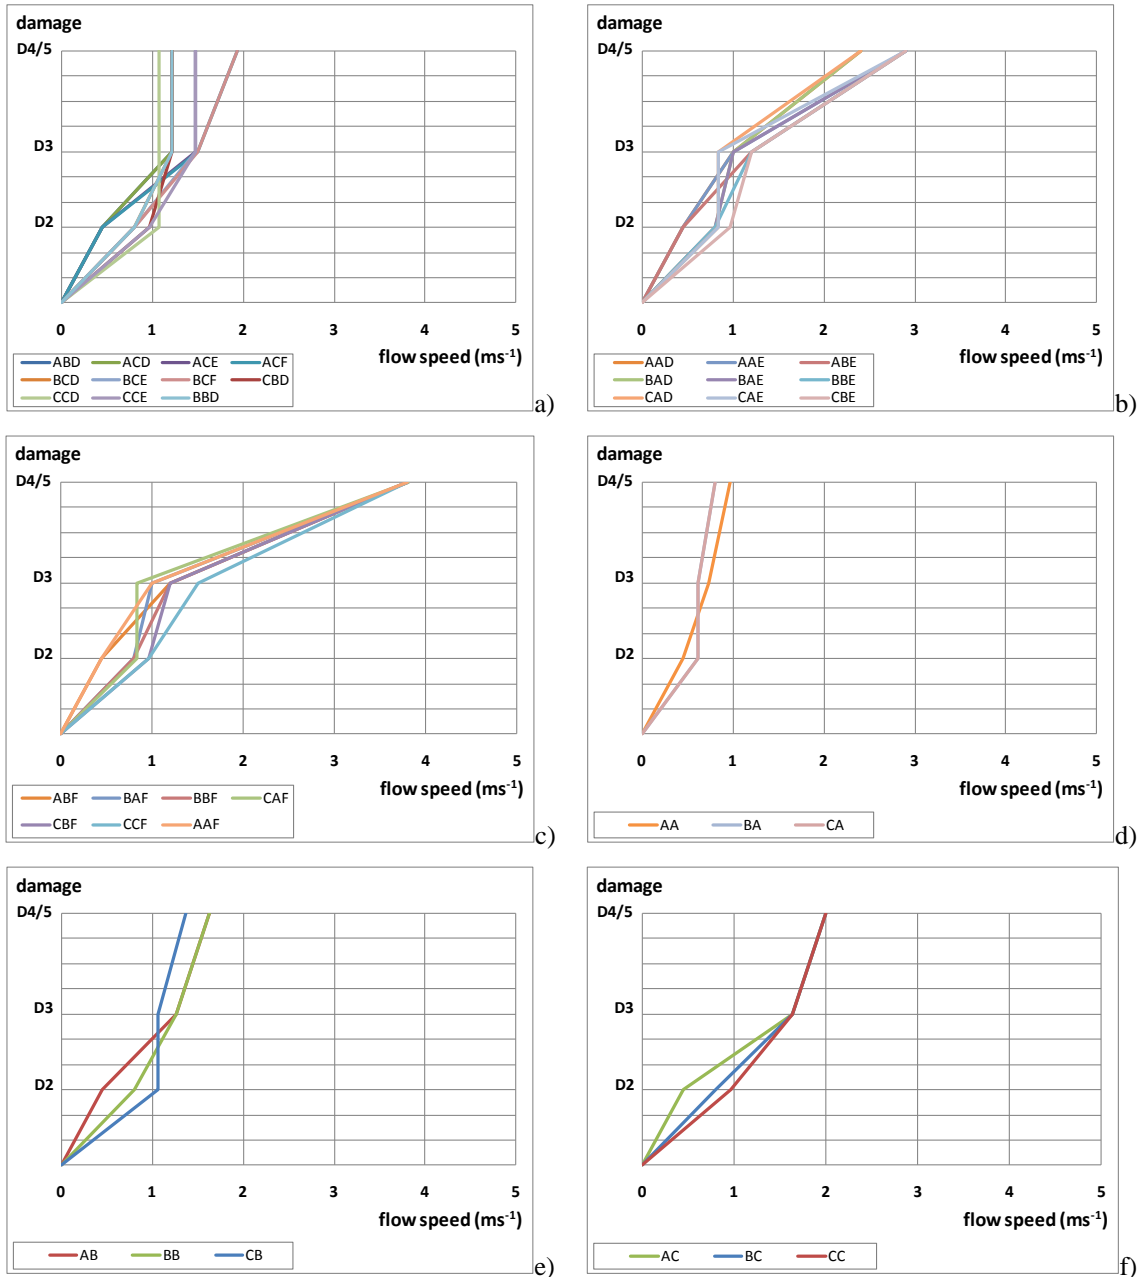 damage
D4/5
D3
D2
0 1 2 3 4 5
flow speed (ms⁻¹)
ABD ACD ACE ACF
BCD BCE BCF CBD
CCD CCE BBD
a)
damage
D4/5
D3
D2
0 1 2 3 4 5
flow speed (ms⁻¹)
AAD AAE ABE
BAD BAE BBE
CAD CAE CBE
b)
damage
D4/5
D3
D2
0 1 2 3 4 5
flow speed (ms⁻¹)
ABF BAF BBF CAF
CBF CCF AAF
c)
damage
D4/5
D3
D2
0 1 2 3 4 5
flow speed (ms⁻¹)
AA BA CA
d)
damage
D4/5
D3
D2
0 1 2 3 4 5
flow speed (ms⁻¹)
AB BB CB
e)
damage
D4/5
D3
D2
0 1 2 3 4 5
flow speed (ms⁻¹)
AC BC CC
f)